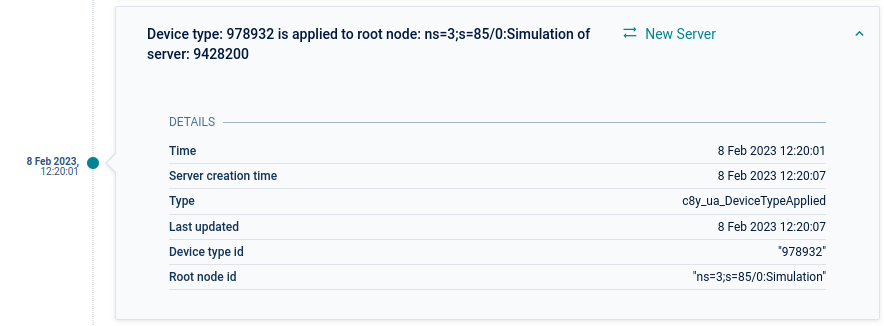 Device type: 978932 is applied to root node: ns=3;s=85/0:Simulation of
server: 9428200
New Server
DETAILS
8 Feb 2023,
12:20:01
Time 8 Feb 2023 12:20:01
Server creation time 8 Feb 2023 12:20:07
Type c8y_ua_DeviceTypeApplied
Last updated 8 Feb 2023 12:20:07
Device type id "978932"
Root node id "ns=3;s=85/0:Simulation"